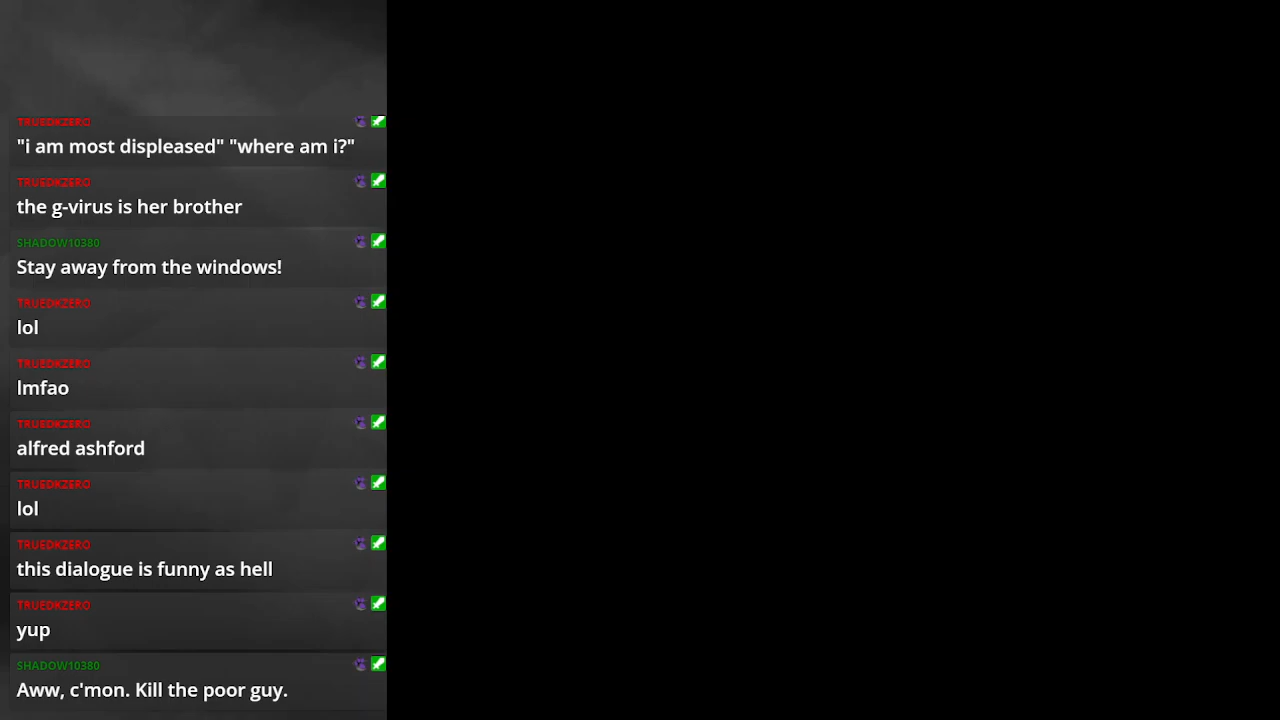 TRUEDKZERO
"i am most displeased" "where am i?"
TRUEDKZERO
the g-virus is her brother
SHADOW10380
Stay away from the windows!
TRUEDKZERO
lol
TRUEDKZERO
lmfao
TRUEDKZERO
alfred ashford
TRUEDKZERO
lol
TRUEDKZERO
this dialogue is funny as hell
TRUEDKZERO
yup
SHADOW10380
Aww, c'mon. Kill the poor guy.